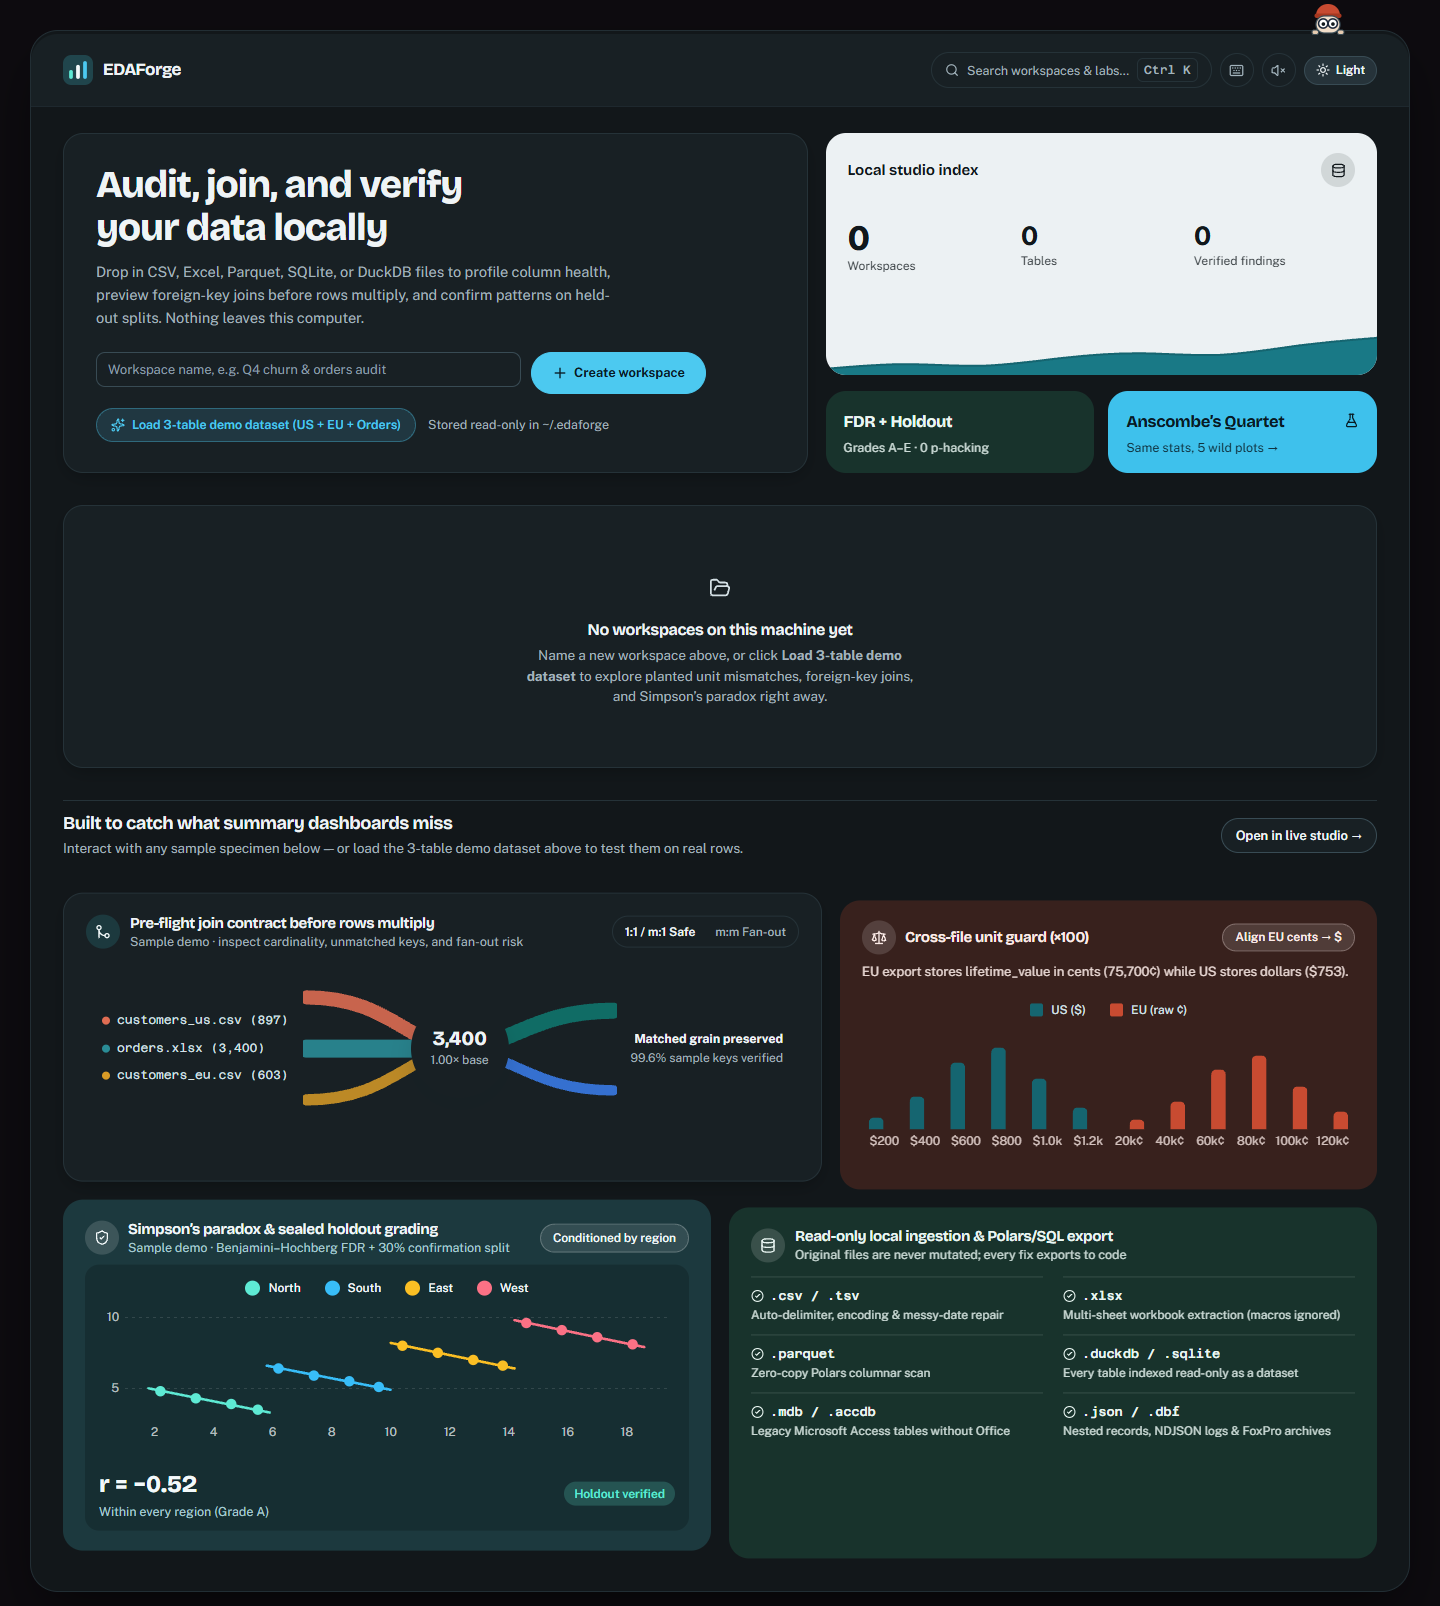 EDAForge
Search workspaces & labs...
Ctrl K
Light
Audit, join, and verify
your data locally
Drop in CSV, Excel, Parquet, SQLite, or DuckDB files to profile column health,
preview foreign-key joins before rows multiply, and confirm patterns on held-
out splits. Nothing leaves this computer.
Workspace name, e.g. Q4 churn & orders audit
Create workspace
Load 3-table demo dataset (US + EU + Orders)
Stored read-only in ~/.edaforge
Local studio index
0
Workspaces
0
Tables
0
Verified findings
FDR + Holdout
Grades A–E · 0 p-hacking
Anscombe's Quartet
Same stats, 5 wild plots →
No workspaces on this machine yet
Name a new workspace above, or click Load 3-table demo
dataset to explore planted unit mismatches, foreign-key joins,
and Simpson's paradox right away.
Built to catch what summary dashboards miss
Interact with any sample specimen below — or load the 3-table demo dataset above to test them on real rows.
Open in live studio →
Pre-flight join contract before rows multiply
Sample demo · inspect cardinality, unmatched keys, and fan-out risk
1:1 / m:1 Safe
m:m Fan-out
customers_us.csv (897)
orders.xlsx (3,400)
customers_eu.csv (603)
3,400
1.00× base
Matched grain preserved
99.6% sample keys verified
Cross-file unit guard (×100)
Align EU cents → $
EU export stores lifetime_value in cents (75,700¢) while US stores dollars ($753).
US ($)
EU (raw ¢)
$200 $400 $600 $800 $1.0k $1.2k 20k¢ 40k¢ 60k¢ 80k¢ 100k¢ 120k¢
Simpson's paradox & sealed holdout grading
Sample demo · Benjamini–Hochberg FDR + 30% confirmation split
Conditioned by region
North
South
East
West
10
5
2 4 6 8 10 12 14 16 18
r = −0.52
Within every region (Grade A)
Holdout verified
Read-only local ingestion & Polars/SQL export
Original files are never mutated; every fix exports to code
.csv / .tsv
Auto-delimiter, encoding & messy-date repair
.xlsx
Multi-sheet workbook extraction (macros ignored)
.parquet
Zero-copy Polars columnar scan
.duckdb / .sqlite
Every table indexed read-only as a dataset
.mdb / .accdb
Legacy Microsoft Access tables without Office
.json / .dbf
Nested records, NDJSON logs & FoxPro archives